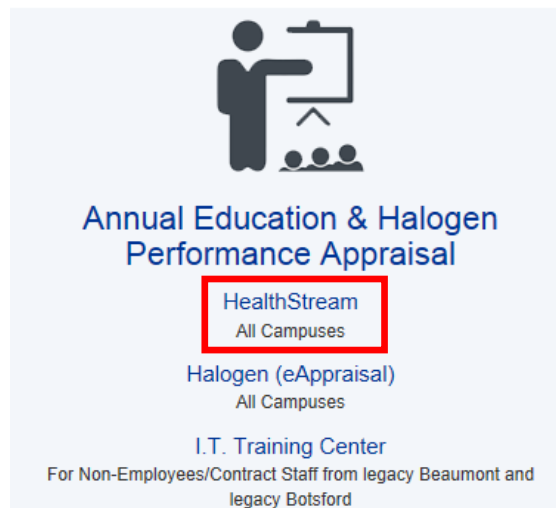 Annual Education & Halogen
Performance Appraisal
HealthStream
All Campuses
Halogen (eAppraisal)
All Campuses
I.T. Training Center
For Non-Employees/Contract Staff from legacy Beaumont and
legacy Botsford